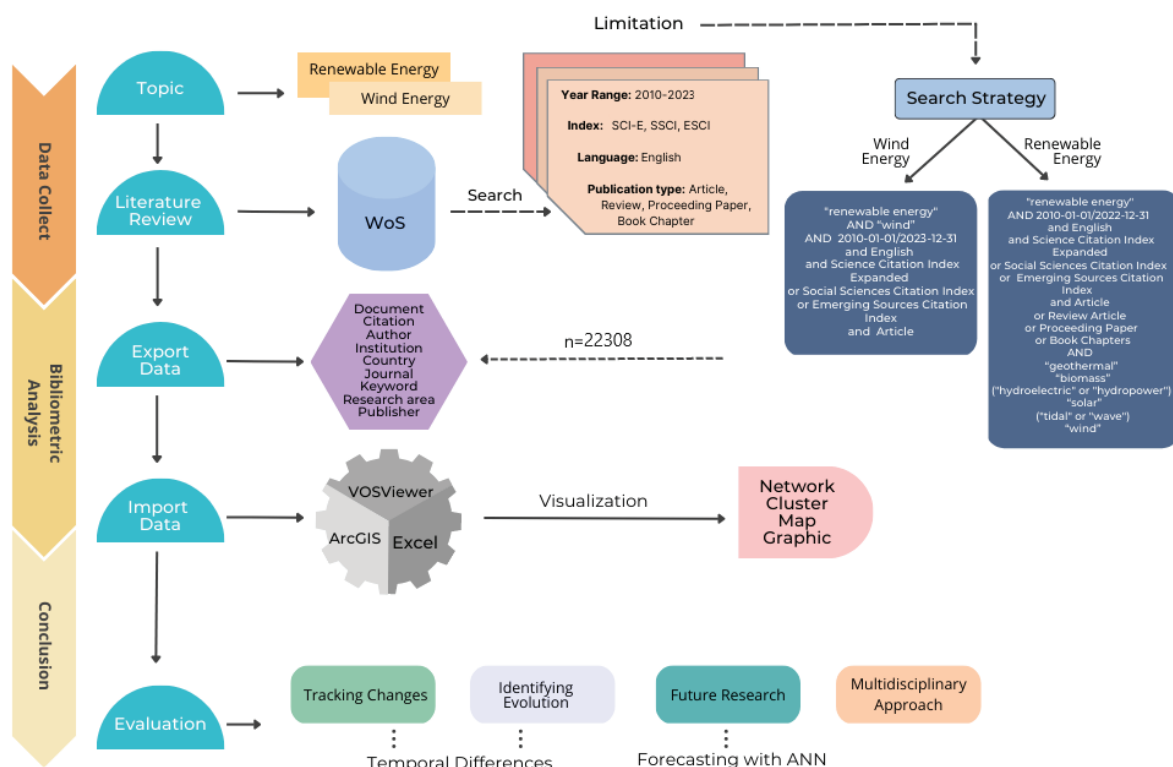 Limitation
Data Collect
Bibliometric
Analysis
Conclusion
Topic
Renewable Energy
Wind Energy
Year Range: 2010-2023
Index: SCI-E, SSCI, ESCI
Language: English
Publication type: Article,
Review, Proceeding Paper,
Book Chapter
Search Strategy
Wind
Energy
Renewable
Energy
Literature
Review
WoS
Search
"renewable energy"
AND "wind"
AND 2010-01-01/2023-12-31
and English
and Science Citation Index
Expanded
or Social Sciences Citation Index
or Emerging Sources Citation
Index
and Article
"renewable energy"
AND 2010-01-01/2022-12-31
and English
and Science Citation Index
Expanded
or Social Sciences Citation Index
or Emerging Sources Citation
Index
and Article
or Review Article
or Proceeding Paper
or Book Chapters
AND
"geothermal"
"biomass"
("hydroelectric" or "hydropower")
"solar"
("tidal" or "wave")
"wind"
Export
Data
Document
Citation
Author
Institution
Country
Journal
Keyword
Research area
Publisher
n=22308
Import
Data
VOSViewer
ArcGIS
Excel
Visualization
Network
Cluster
Map
Graphic
Evaluation
Tracking Changes
Identifying
Evolution
Future Research
Multidisciplinary
Approach
Temporal Differences
Forecasting with ANN